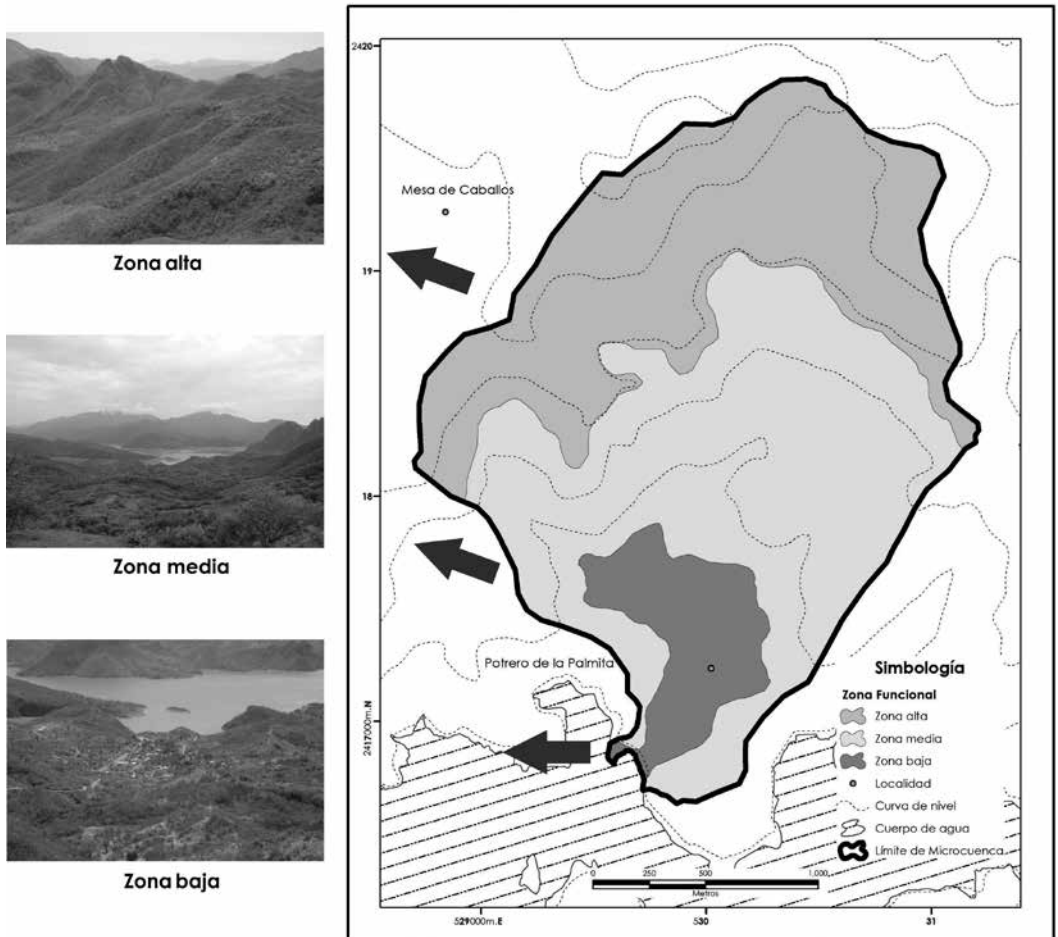 Zona alta
Zona media
Zona baja
2420
19
18
2417000m.N
Mesa de Caballos
Potrero de la Palmita
Simbología
Zona Funcional
Zona alta
Zona media
Zona baja
Localidad
Curva de nivel
Cuerpo de agua
Límite de Microcuenca
0 250 500 1,000
Metros
529000m.E 530 31